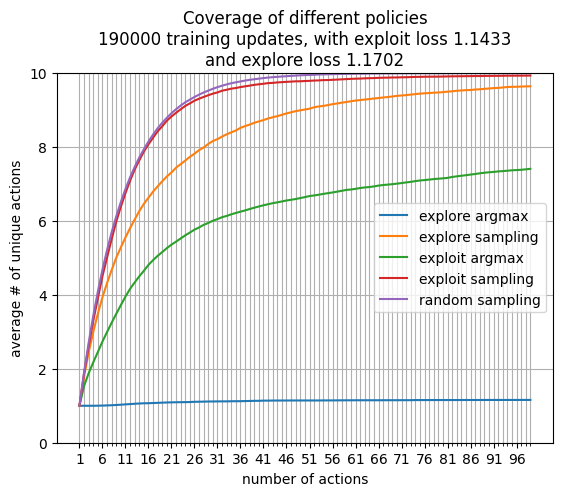 Coverage of different policies
190000 training updates, with exploit loss 1.1433
and explore loss 1.1702
average # of unique actions
10
8
6
4
2
0
explore argmax
explore sampling
exploit argmax
exploit sampling
random sampling
1 6 11 16 21 26 31 36 41 46 51 56 61 66 71 76 81 86 91 96
number of actions